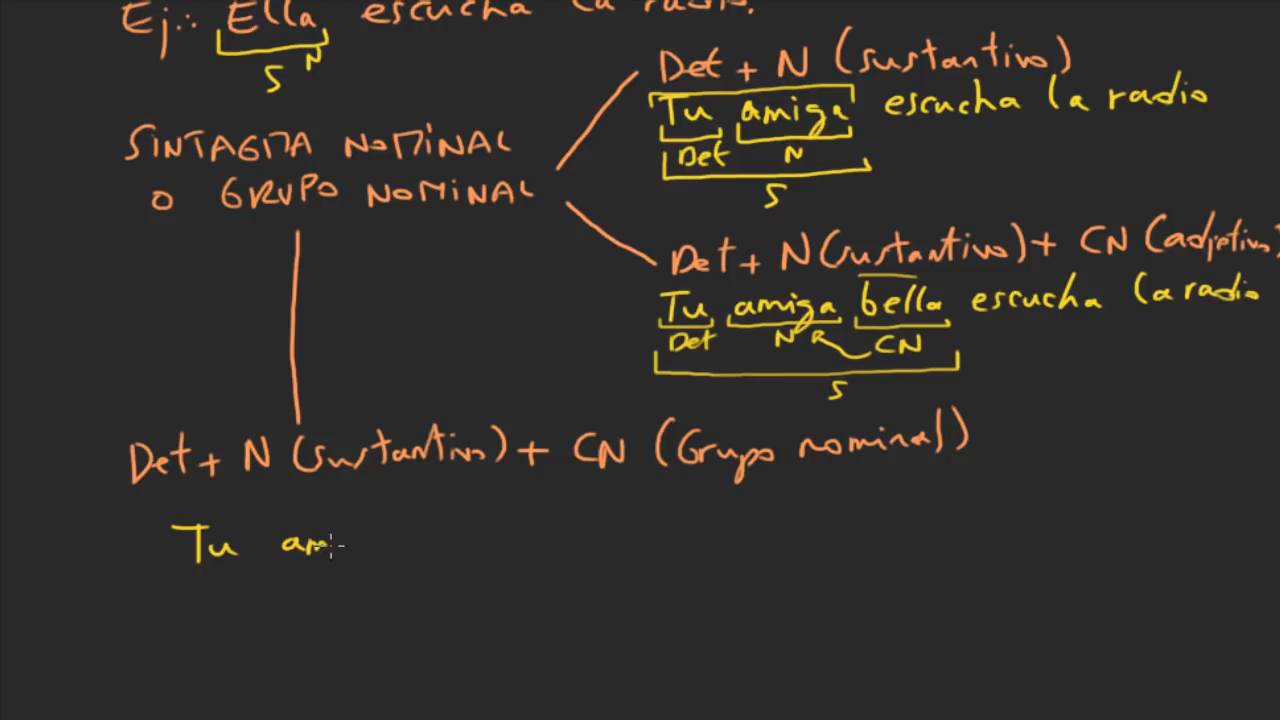 Ej.: Ella escucha la radio.
N
S
SINTAGMA NOMINAL
O GRUPO NOMINAL
Det + N (sustantivo)
Tu amiga escucha la radio
Det N
S
Det + N (sustantivo) + CN (adjetivo)
Tu amiga bella escucha la radio
Det N CN
S
Det + N (sustantivo) + CN (Grupo nominal)
Tu am